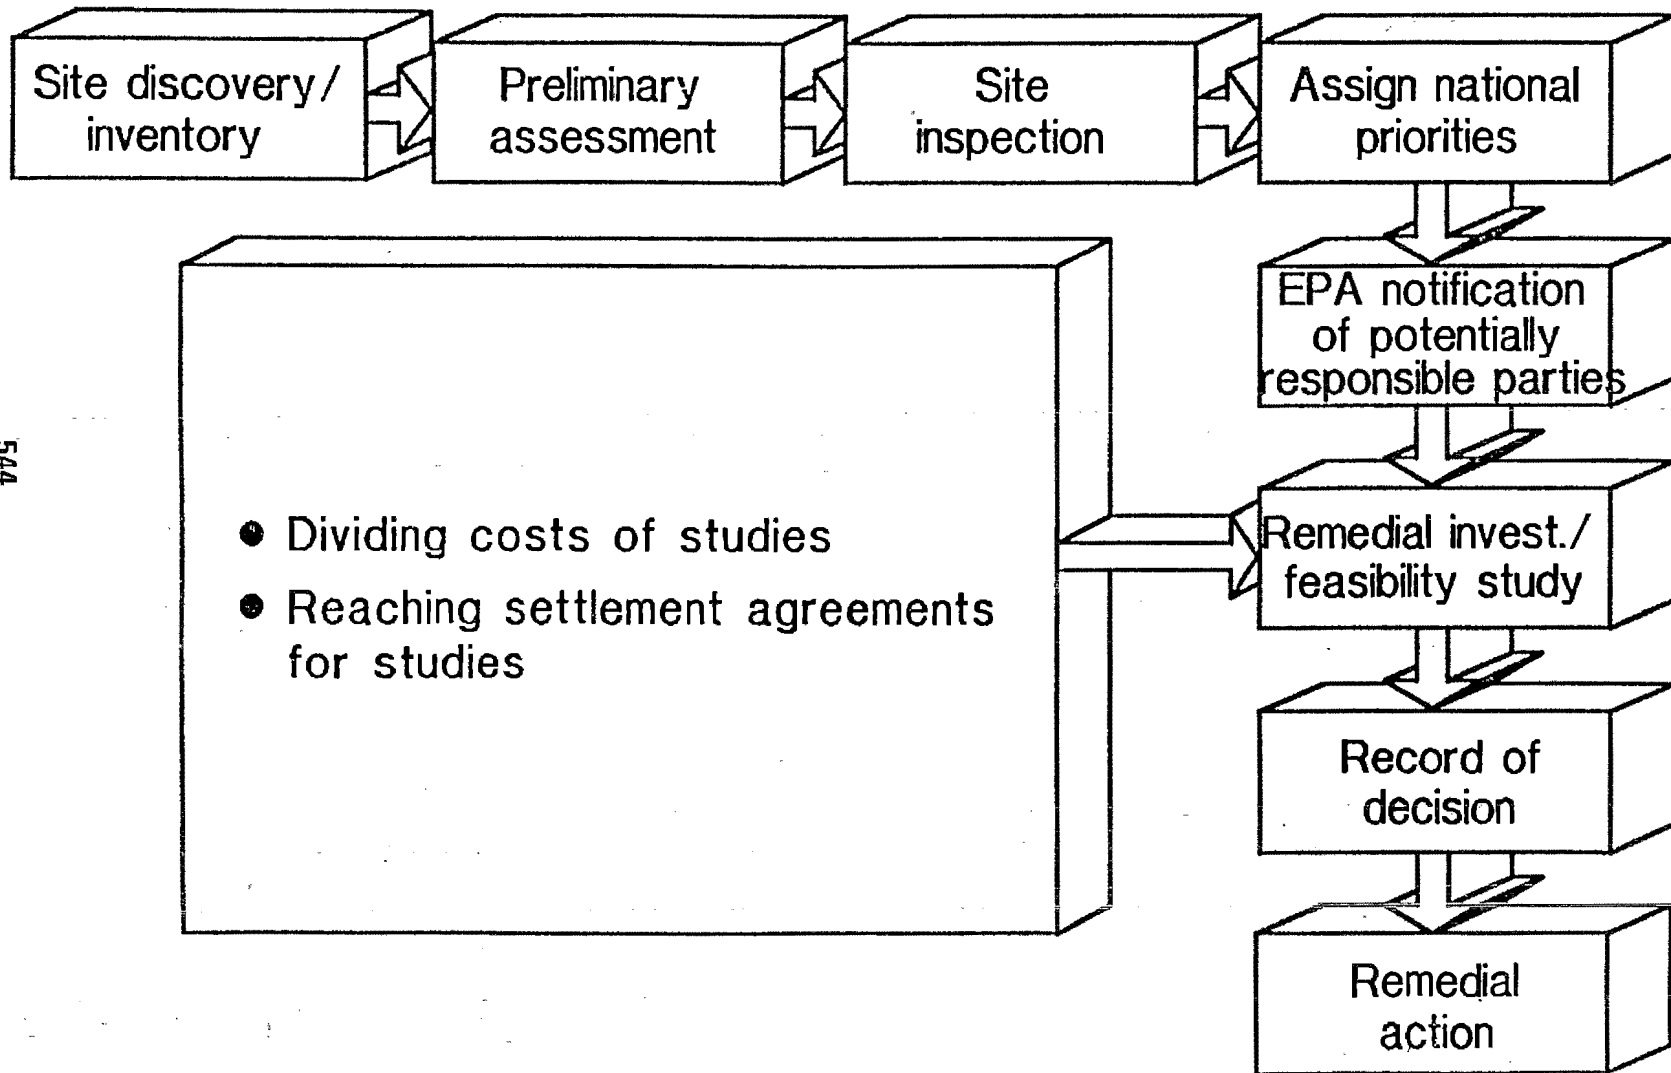 Site discovery/
inventory
Preliminary
assessment
Site
inspection
Assign national
priorities
EPA notification
of potentially
responsible parties
Remedial invest./
feasibility study
Record of
decision
Remedial
action
● Dividing costs of studies
● Reaching settlement agreements
for studies
544